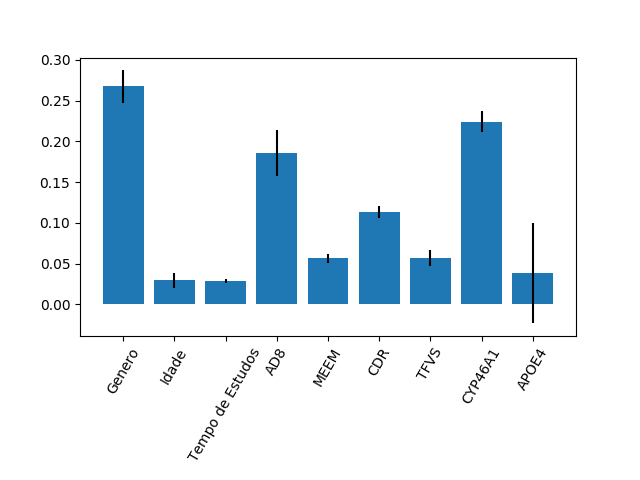 0.30
0.25
0.20
0.15
0.10
0.05
0.00
Genero
Idade
Tempo de Estudos
AD8
MEEM
CDR
TFVS
CYP46A1
APOE4